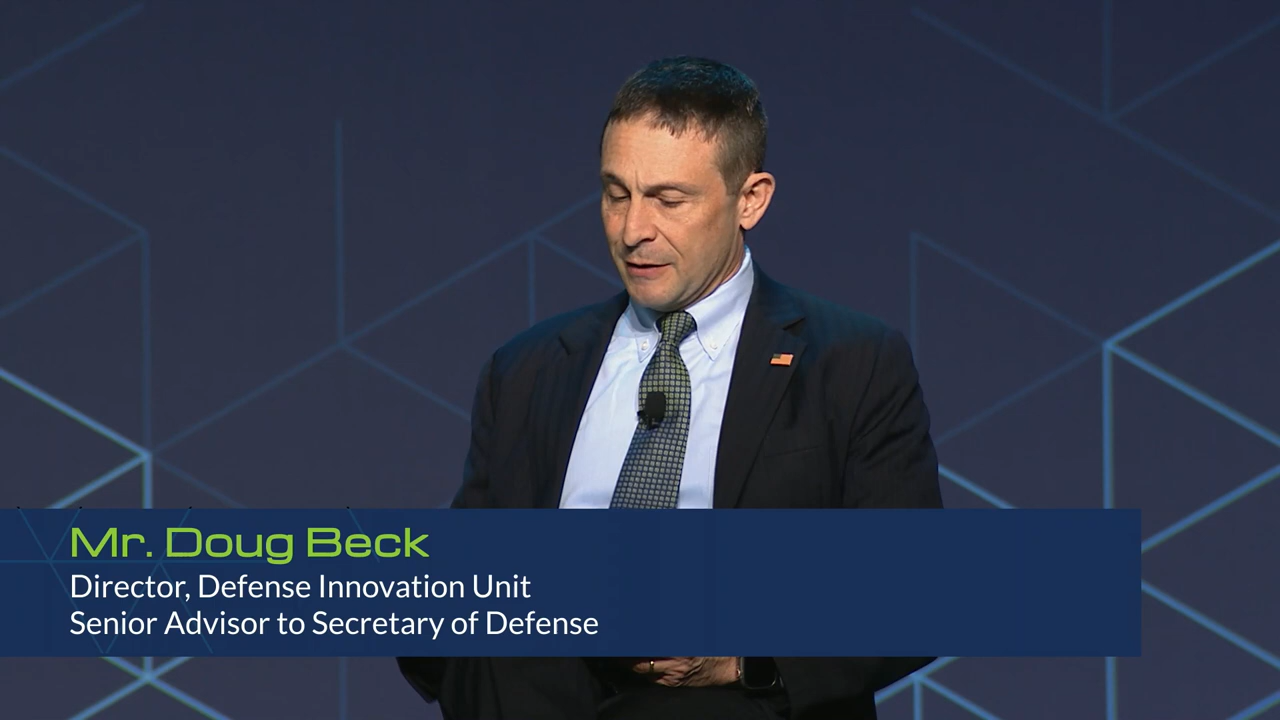 Mr. Doug Beck
Director, Defense Innovation Unit
Senior Advisor to Secretary of Defense